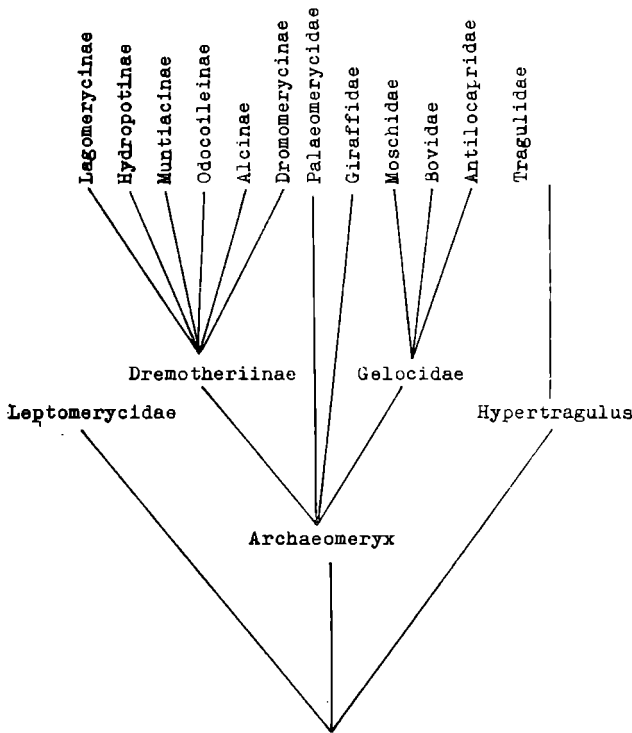 Lagomerycinae
Hydropotinae
Muntiacinae
Odocoileinae
Alcinae
Dromomerycinae
Palaeomerycidae
Giraffidae
Moschidae
Bovidae
Antilocapridae
Tragulidae
Dremotheriinae
Gelocidae
Leptomerycidae
Hypertragulus
Archaeomeryx